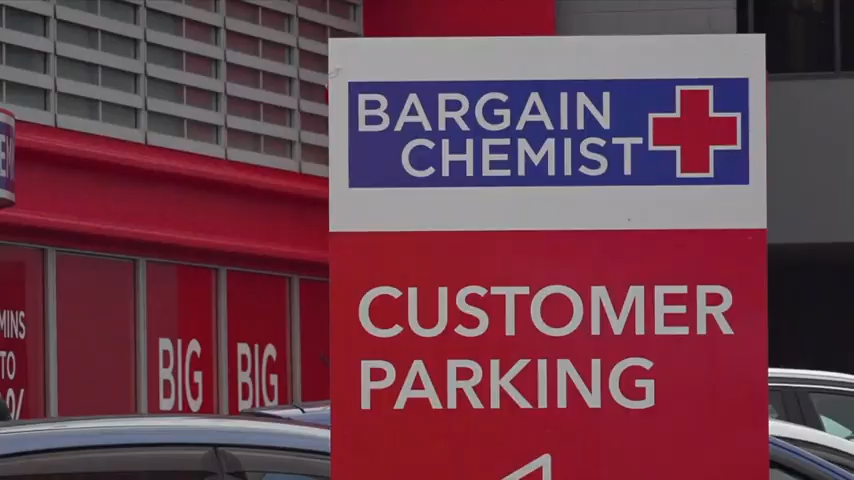 BARGAIN
CHEMIST
CUSTOMER
PARKING
BIG
BIG
MINS
TO